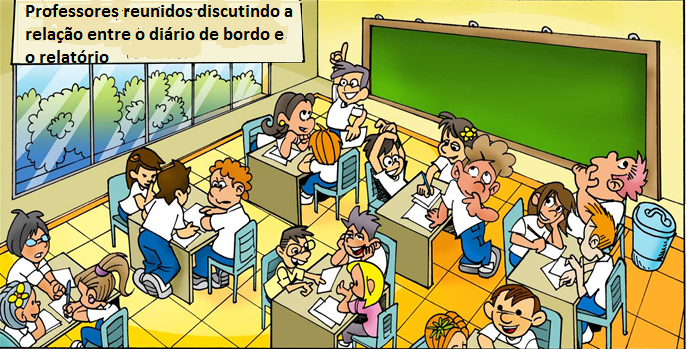 Professores reunidos discutindo a
relação entre o diário de bordo e
o relatório